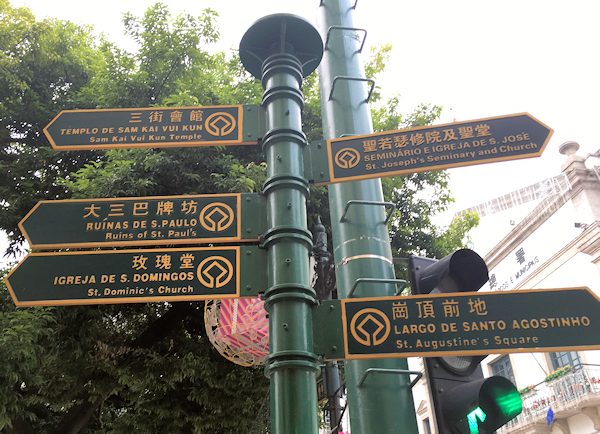 三街會館
TEMPLO DE SAM KAI VUI KUN
Sam Kai Vui Kun Temple
聖若瑟修院及聖堂
SEMINÁRIO E IGREJA DE S. JOSÉ
St. Joseph's Seminary and Church
大三巴牌坊
RUÍNAS DE S. PAULO
Ruins of St. Paul's
玫瑰堂
IGREJA DE S. DOMINGOS
St. Dominic's Church
崗頂前地
LARGO DE SANTO AGOSTINHO
St. Augustine's Square
署